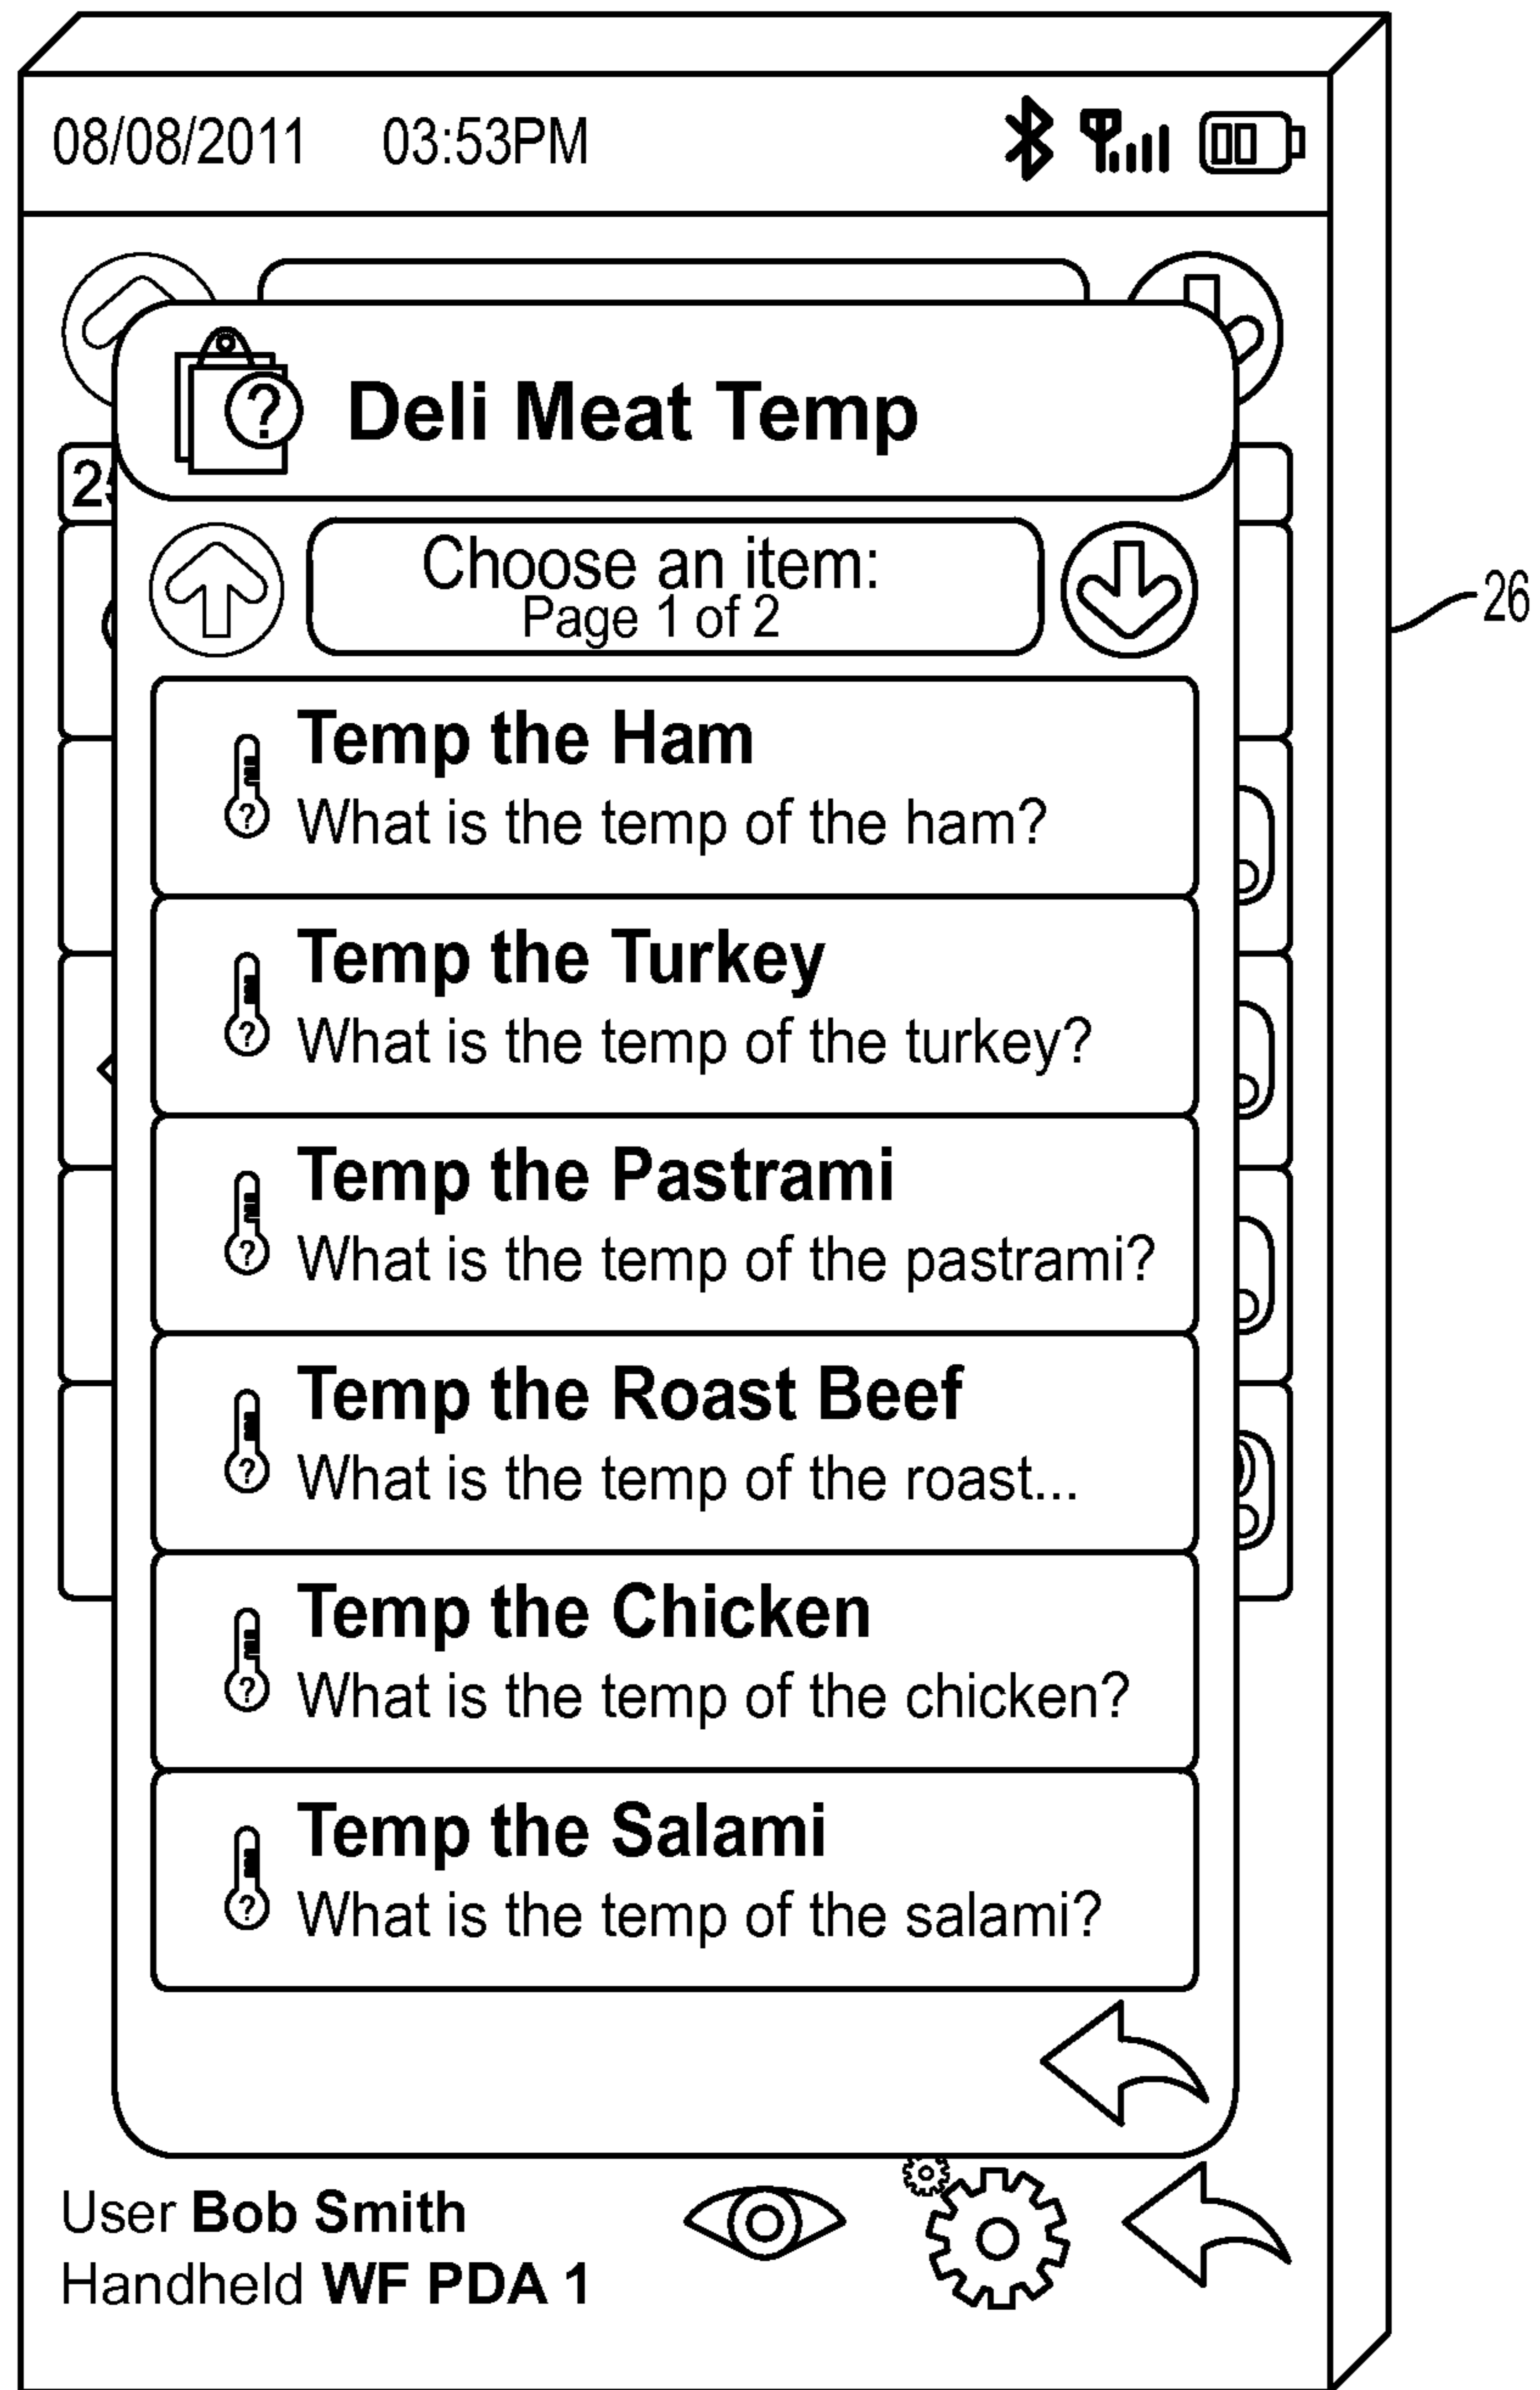 08/08/2011 03:53PM
Deli Meat Temp
Choose an item:
Page 1 of 2
26
Temp the Ham
What is the temp of the ham?
Temp the Turkey
What is the temp of the turkey?
Temp the Pastrami
What is the temp of the pastrami?
Temp the Roast Beef
What is the temp of the roast...
Temp the Chicken
What is the temp of the chicken?
Temp the Salami
What is the temp of the salami?
User Bob Smith
Handheld WF PDA 1